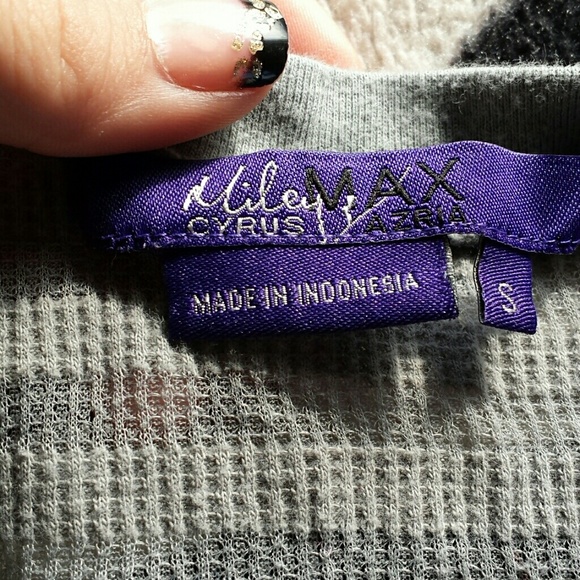 Miley MAX
CYRUS & AZRIA
MADE IN INDONESIA
S